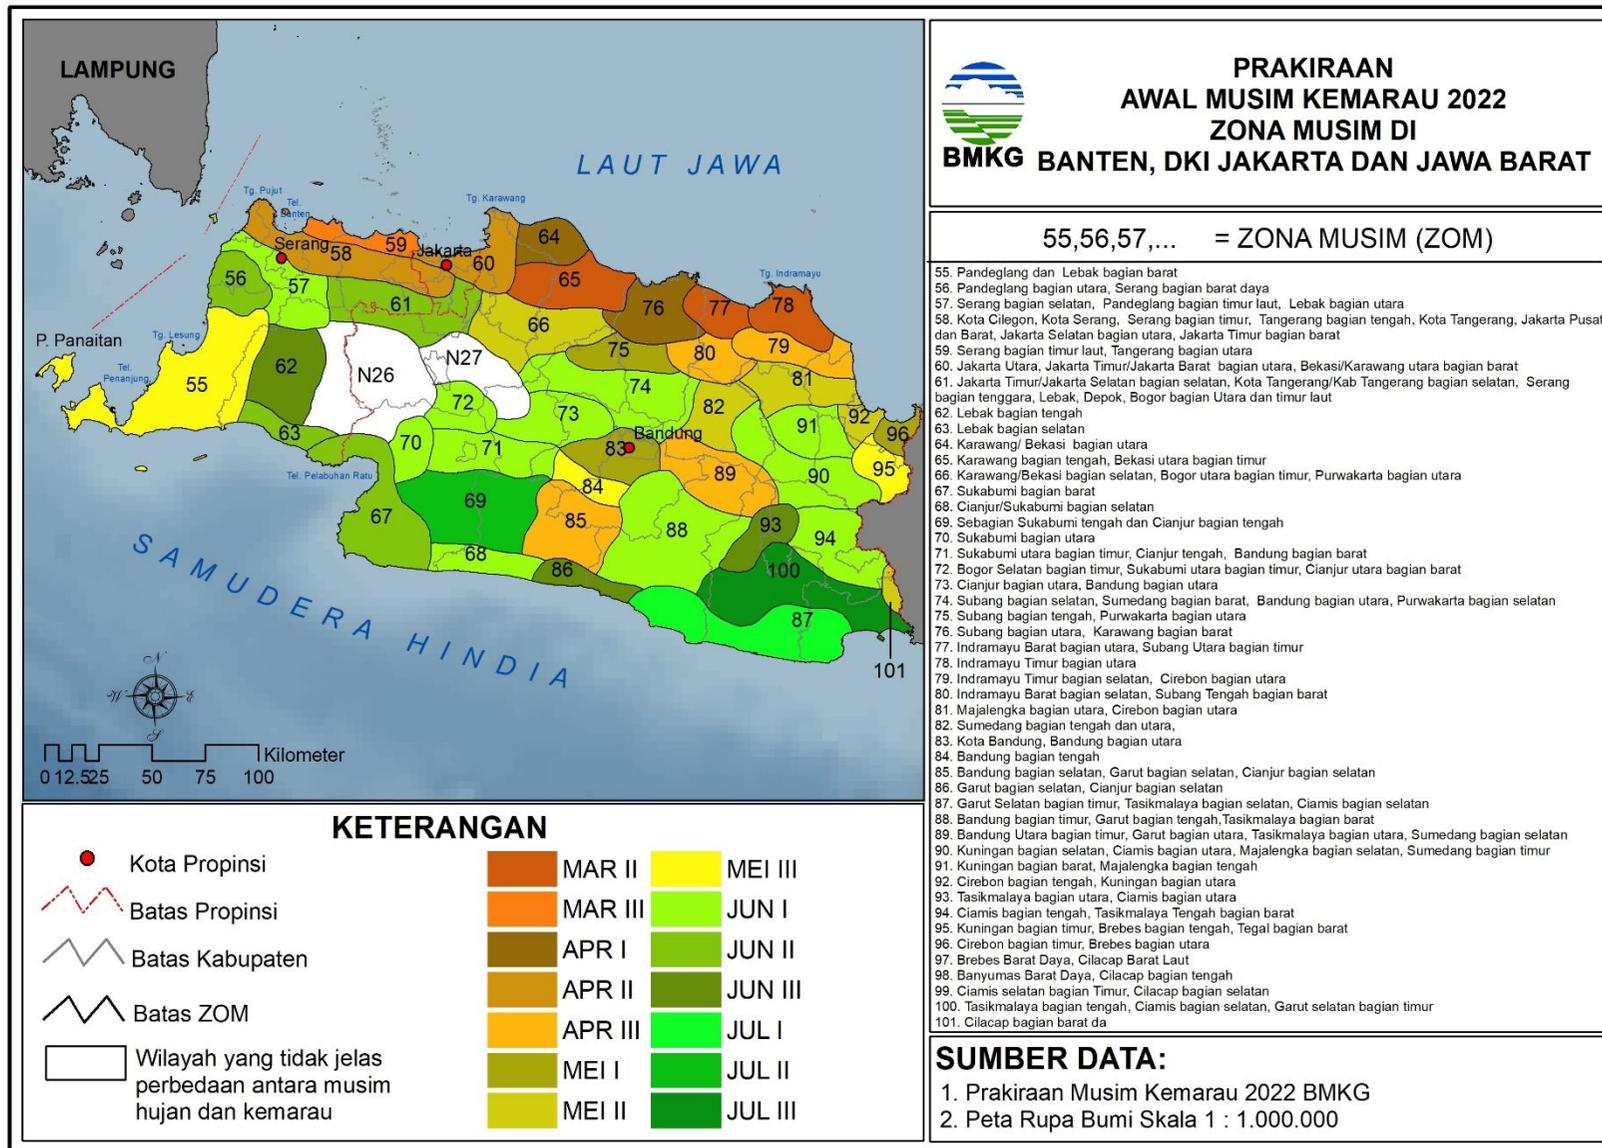 LAMPUNG
LAUT JAWA
Tg. Pujut
Tel.
Banten
Tg. Karawang
Serang
59
Jakarta
64
58
60
56
57
65
Tg. Indramayu
61
76
77
78
66
P. Panaitan
Tg. Lesung
N27
75
80
79
Tel.
Penanjung
55
62
N26
74
81
72
73
82
92
91
63
70
71
83
Bandung
96
95
Tel. Pelabuhan Ratu
84
89
90
69
67
85
88
93
94
68
86
100
87
101
SAMUDERA HINDIA
N
W
E
S
Kilometer
0 12.525 50 75 100
PRAKIRAAN
AWAL MUSIM KEMARAU 2022
ZONA MUSIM DI
BANTEN, DKI JAKARTA DAN JAWA BARAT
BMKG
55,56,57,... = ZONA MUSIM (ZOM)
55. Pandeglang dan Lebak bagian barat
56. Pandeglang bagian utara, Serang bagian barat daya
57. Serang bagian selatan, Pandeglang bagian timur laut, Lebak bagian utara
58. Kota Cilegon, Kota Serang, Serang bagian timur, Tangerang bagian tengah, Kota Tangerang, Jakarta Pusat
dan Barat, Jakarta Selatan bagian utara, Jakarta Timur bagian barat
59. Serang bagian timur laut, Tangerang bagian utara
60. Jakarta Utara, Jakarta Timur/Jakarta Barat bagian utara, Bekasi/Karawang utara bagian barat
61. Jakarta Timur/Jakarta Selatan bagian selatan, Kota Tangerang/Kab Tangerang bagian selatan, Serang
bagian tenggara, Lebak, Depok, Bogor bagian Utara dan timur laut
62. Lebak bagian tengah
63. Lebak bagian selatan
64. Karawang/ Bekasi bagian utara
65. Karawang bagian tengah, Bekasi utara bagian timur
66. Karawang/Bekasi bagian selatan, Bogor utara bagian timur, Purwakarta bagian utara
67. Sukabumi bagian barat
68. Cianjur/Sukabumi bagian selatan
69. Sebagian Sukabumi tengah dan Cianjur bagian tengah
70. Sukabumi bagian utara
71. Sukabumi utara bagian timur, Cianjur tengah, Bandung bagian barat
72. Bogor Selatan bagian timur, Sukabumi utara bagian timur, Cianjur utara bagian barat
73. Cianjur bagian utara, Bandung bagian utara
74. Subang bagian selatan, Sumedang bagian barat, Bandung bagian utara, Purwakarta bagian selatan
75. Subang bagian tengah, Purwakarta bagian utara
76. Subang bagian utara, Karawang bagian barat
77. Indramayu Barat bagian utara, Subang Utara bagian timur
78. Indramayu Timur bagian utara
79. Indramayu Timur bagian selatan, Cirebon bagian utara
80. Indramayu Barat bagian selatan, Subang Tengah bagian barat
81. Majalengka bagian utara, Cirebon bagian utara
82. Sumedang bagian tengah dan utara,
83. Kota Bandung, Bandung bagian utara
84. Bandung bagian tengah
85. Bandung bagian selatan, Garut bagian selatan, Cianjur bagian selatan
86. Garut bagian selatan, Cianjur bagian selatan
87. Garut Selatan bagian timur, Tasikmalaya bagian selatan, Ciamis bagian selatan
88. Bandung bagian timur, Garut bagian tengah,Tasikmalaya bagian barat
89. Bandung Utara bagian timur, Garut bagian utara, Tasikmalaya bagian utara, Sumedang bagian selatan
90. Kuningan bagian selatan, Ciamis bagian utara, Majalengka bagian selatan, Sumedang bagian timur
91. Kuningan bagian barat, Majalengka bagian tengah
92. Cirebon bagian tengah, Kuningan bagian utara
93. Tasikmalaya bagian utara, Ciamis bagian utara
94. Ciamis bagian tengah, Tasikmalaya Tengah bagian barat
95. Kuningan bagian timur, Brebes bagian tengah, Tegal bagian barat
96. Cirebon bagian timur, Brebes bagian utara
97. Brebes Barat Daya, Cilacap Barat Laut
98. Banyumas Barat Daya, Cilacap bagian tengah
99. Ciamis selatan bagian Timur, Cilacap bagian selatan
100. Tasikmalaya bagian tengah, Ciamis bagian selatan, Garut selatan bagian timur
101. Cilacap bagian barat da
KETERANGAN
Kota Propinsi
Batas Propinsi
Batas Kabupaten
Batas ZOM
Wilayah yang tidak jelas
perbedaan antara musim
hujan dan kemarau
MAR II
MAR III
APR I
APR II
APR III
MEI I
MEI II
MEI III
JUN I
JUN II
JUN III
JUL I
JUL II
JUL III
SUMBER DATA:
1. Prakiraan Musim Kemarau 2022 BMKG
2. Peta Rupa Bumi Skala 1 : 1.000.000